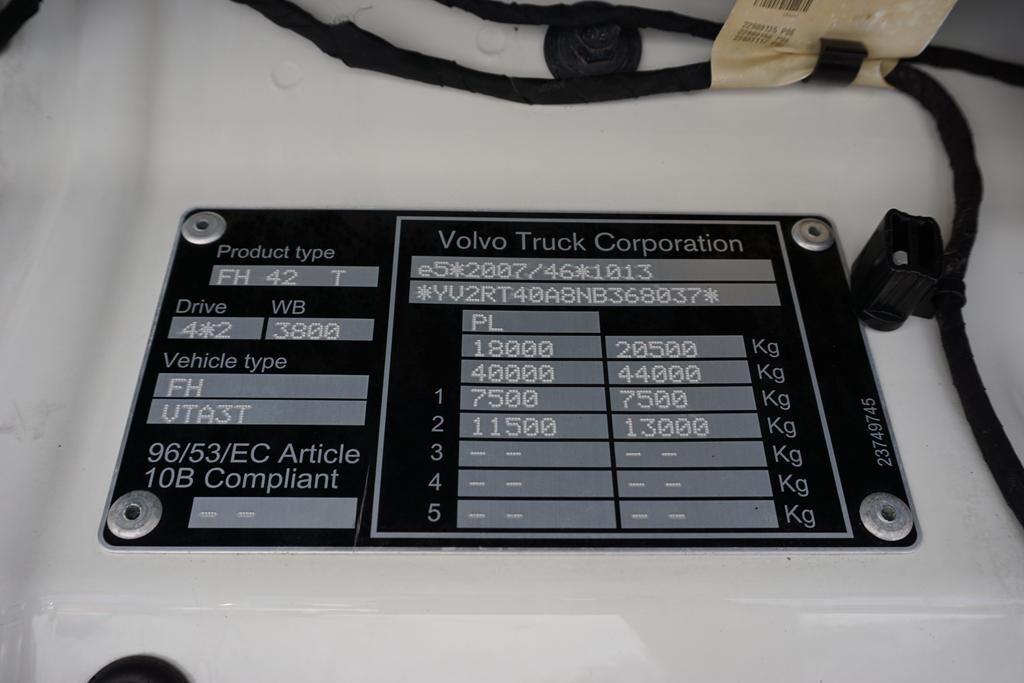 Product type
FH 42 T
Drive WB
4*2 3800
Vehicle type
FH
VTA3T
96/53/EC Article
10B Compliant
-- --
Volvo Truck Corporation
e5*2007/46*1013
*YV2RT40A8NB368037*
PL
18000 20500 Kg
40000 44000 Kg
1 7500 7500 Kg
2 11500 13000 Kg
3 -- -- -- -- Kg
4 -- -- -- -- Kg
5 -- -- -- -- Kg
23749745